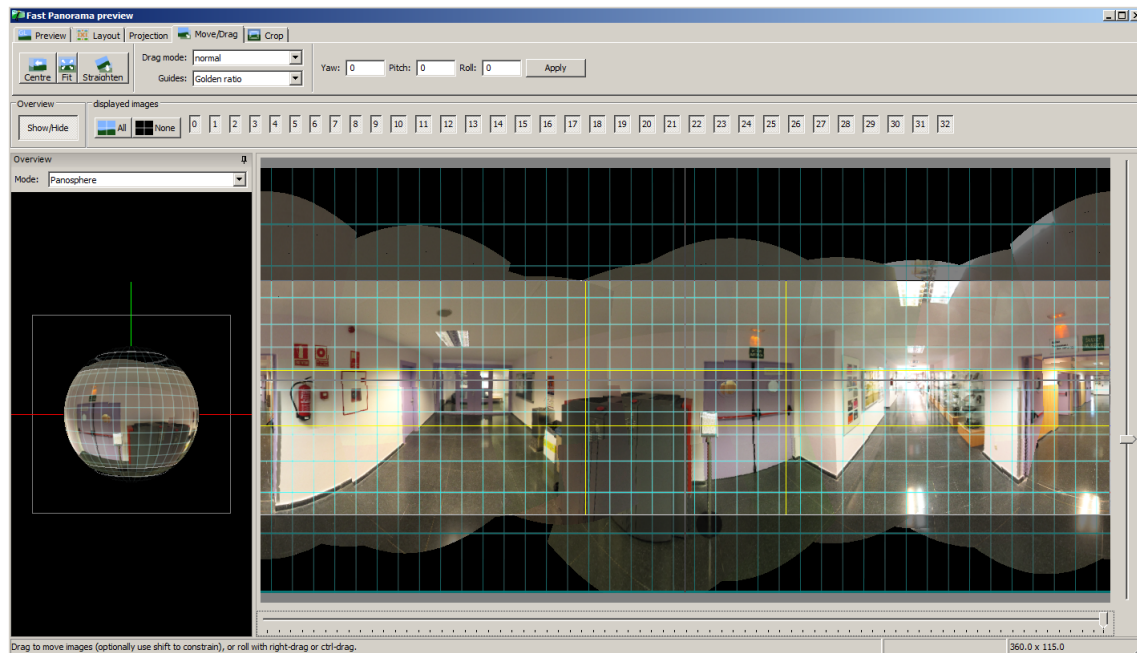 Fast Panorama preview
Preview Layout Projection Move/Drag Crop
Centre Fit Straighten
Drag mode: normal
Guides: Golden ratio
Yaw: 0 Pitch: 0 Roll: 0 Apply
Overview
Show/Hide
displayed images
All None 0 1 2 3 4 5 6 7 8 9 10 11 12 13 14 15 16 17 18 19 20 21 22 23 24 25 26 27 28 29 30 31 32
Overview
Mode: Panosphere
Drag to move images (optionally use shift to constrain), or roll with right-drag or ctrl-drag.
360.0 x 115.0